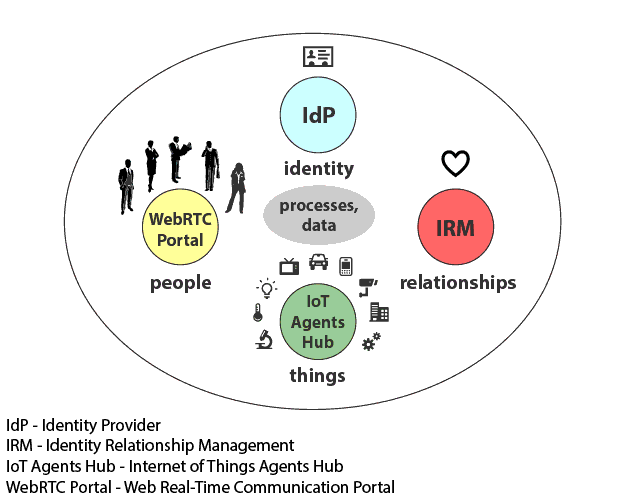 IdP
identity
processes,
data
WebRTC
Portal
people
IRM
relationships
IoT
Agents
Hub
things
IdP - Identity Provider
IRM - Identity Relationship Management
IoT Agents Hub - Internet of Things Agents Hub
WebRTC Portal - Web Real-Time Communication Portal